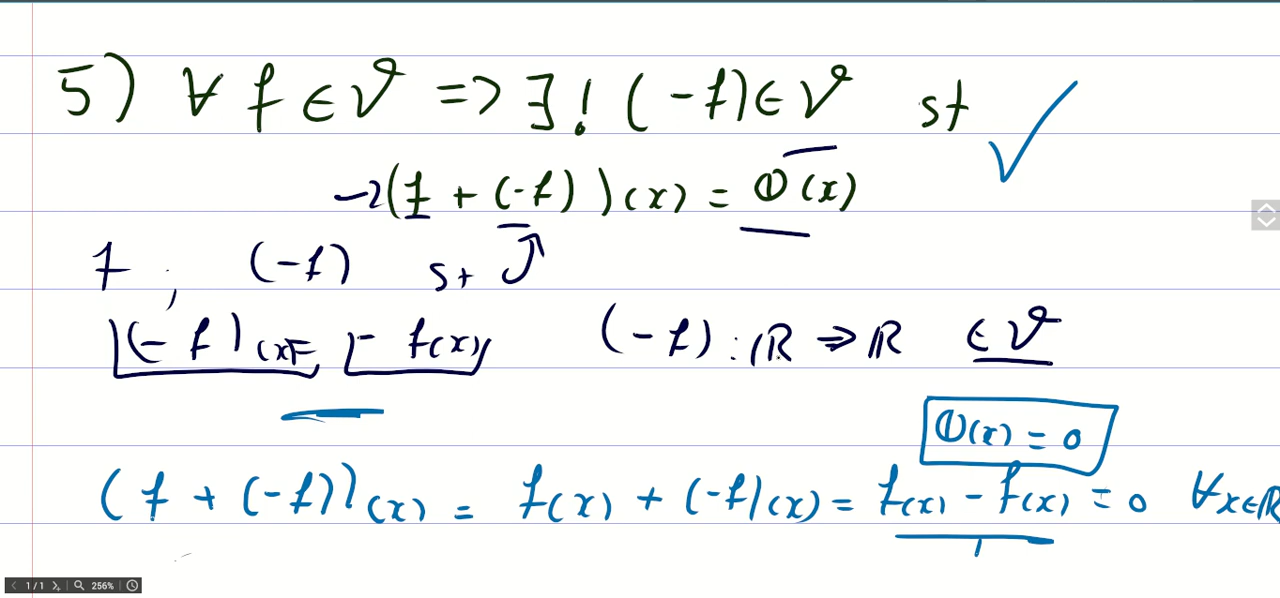 5) ∀ f ∈ V => ∃! (-f) ∈ V st
→(f + (-f))(x) = 0(x)
f ; (-f) st
(-f)(x) = - f(x) (-f) : ℝ → ℝ ∈ V
0(x) = 0
(f + (-f))(x) = f(x) + (-f)(x) = f(x) - f(x) = 0 ∀x∈ℝ
1/1 256%